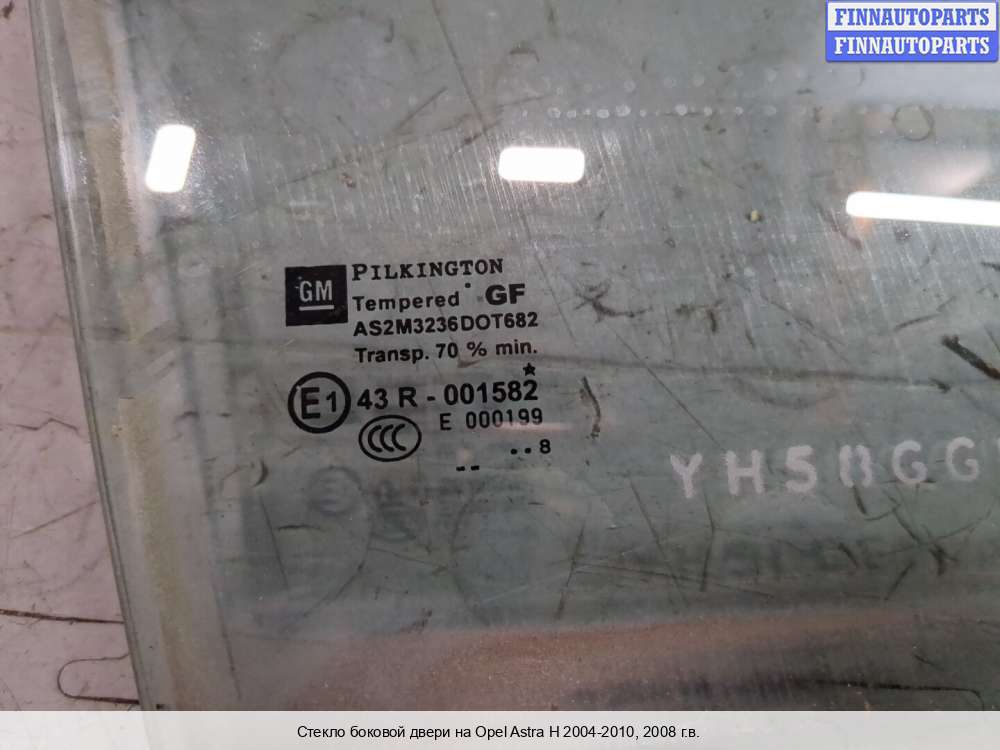 FINNAUTOPARTS
FINNAUTOPARTS
GM
PILKINGTON
Tempered GF
AS2M3236DOT682
Transp. 70 % min.
E1 43 R - 001582
E 000199
CCC
.. 8
--
Стекло боковой двери на Opel Astra H 2004-2010, 2008 г.в.